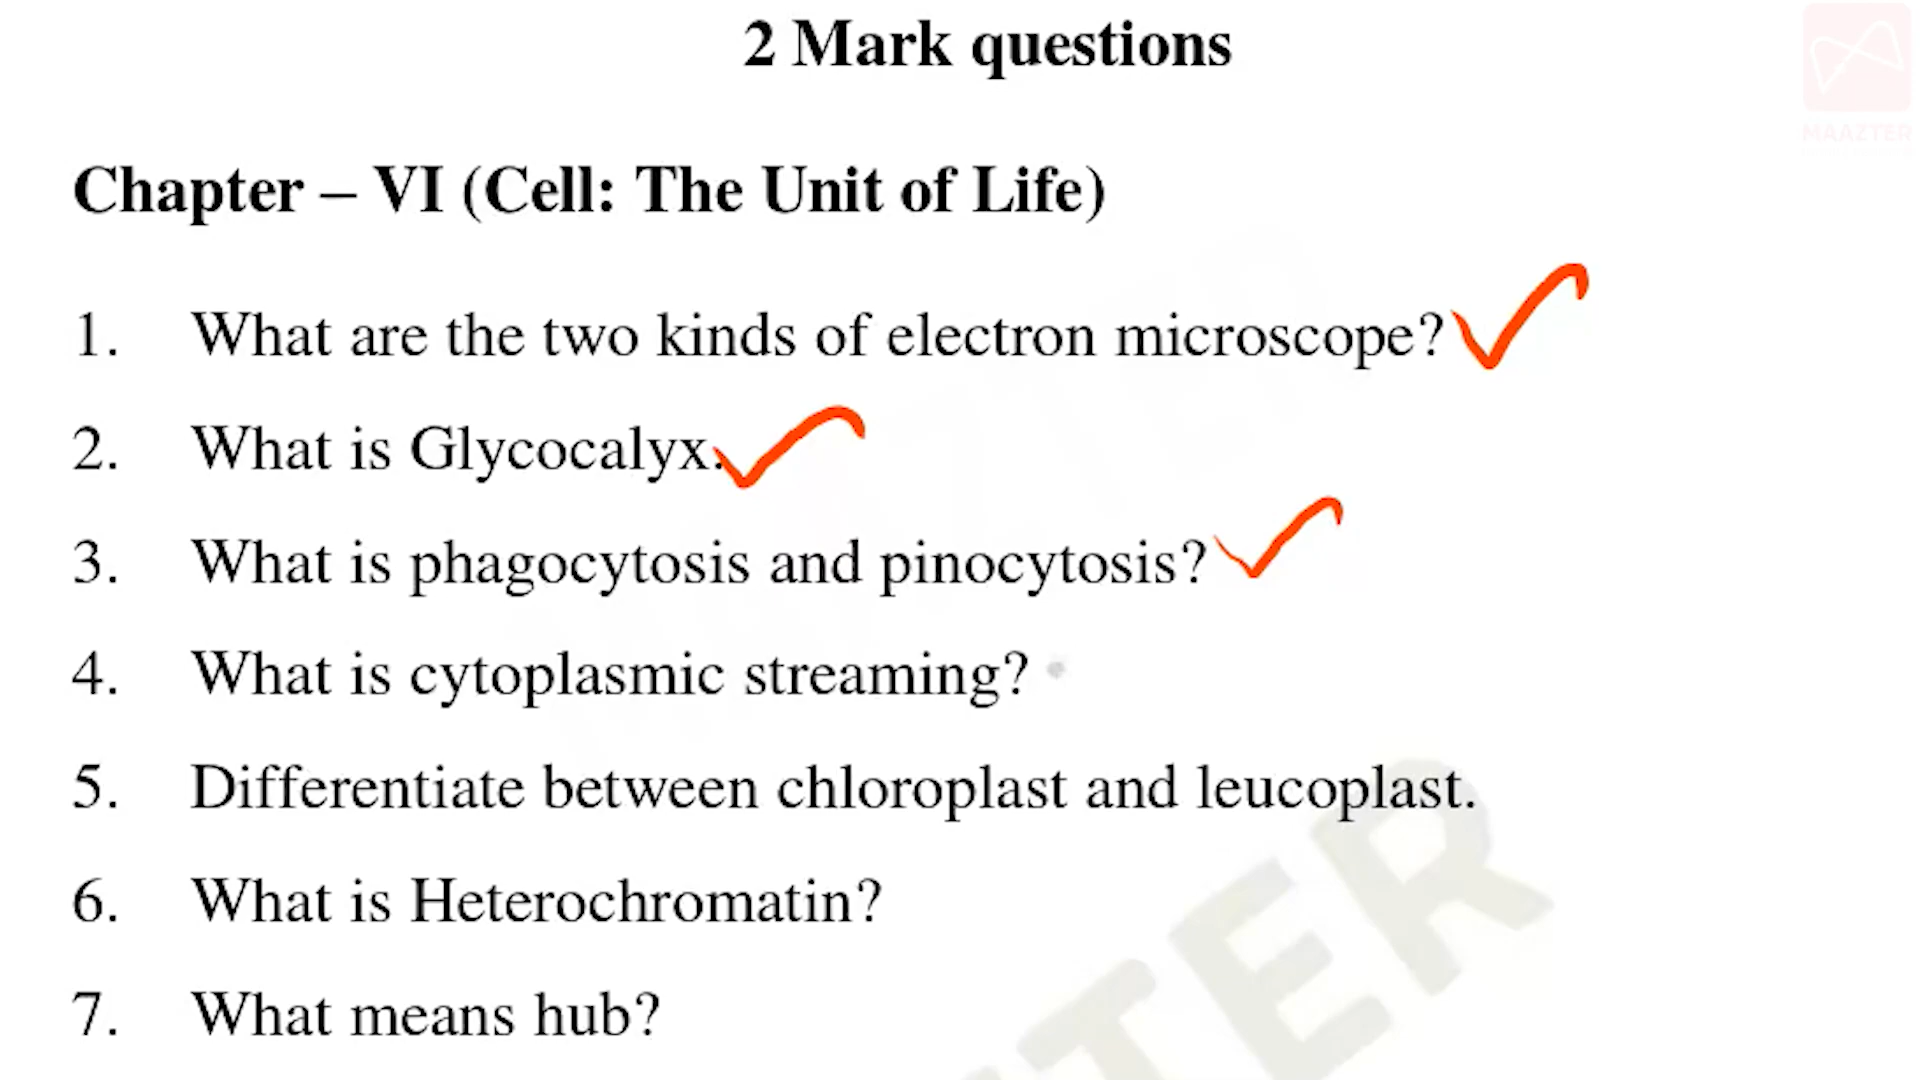 2 Mark questions
MAAZTER
Chapter – VI (Cell: The Unit of Life)
1. What are the two kinds of electron microscope?
2. What is Glycocalyx.
3. What is phagocytosis and pinocytosis?
4. What is cytoplasmic streaming?
5. Differentiate between chloroplast and leucoplast.
6. What is Heterochromatin?
7. What means hub?